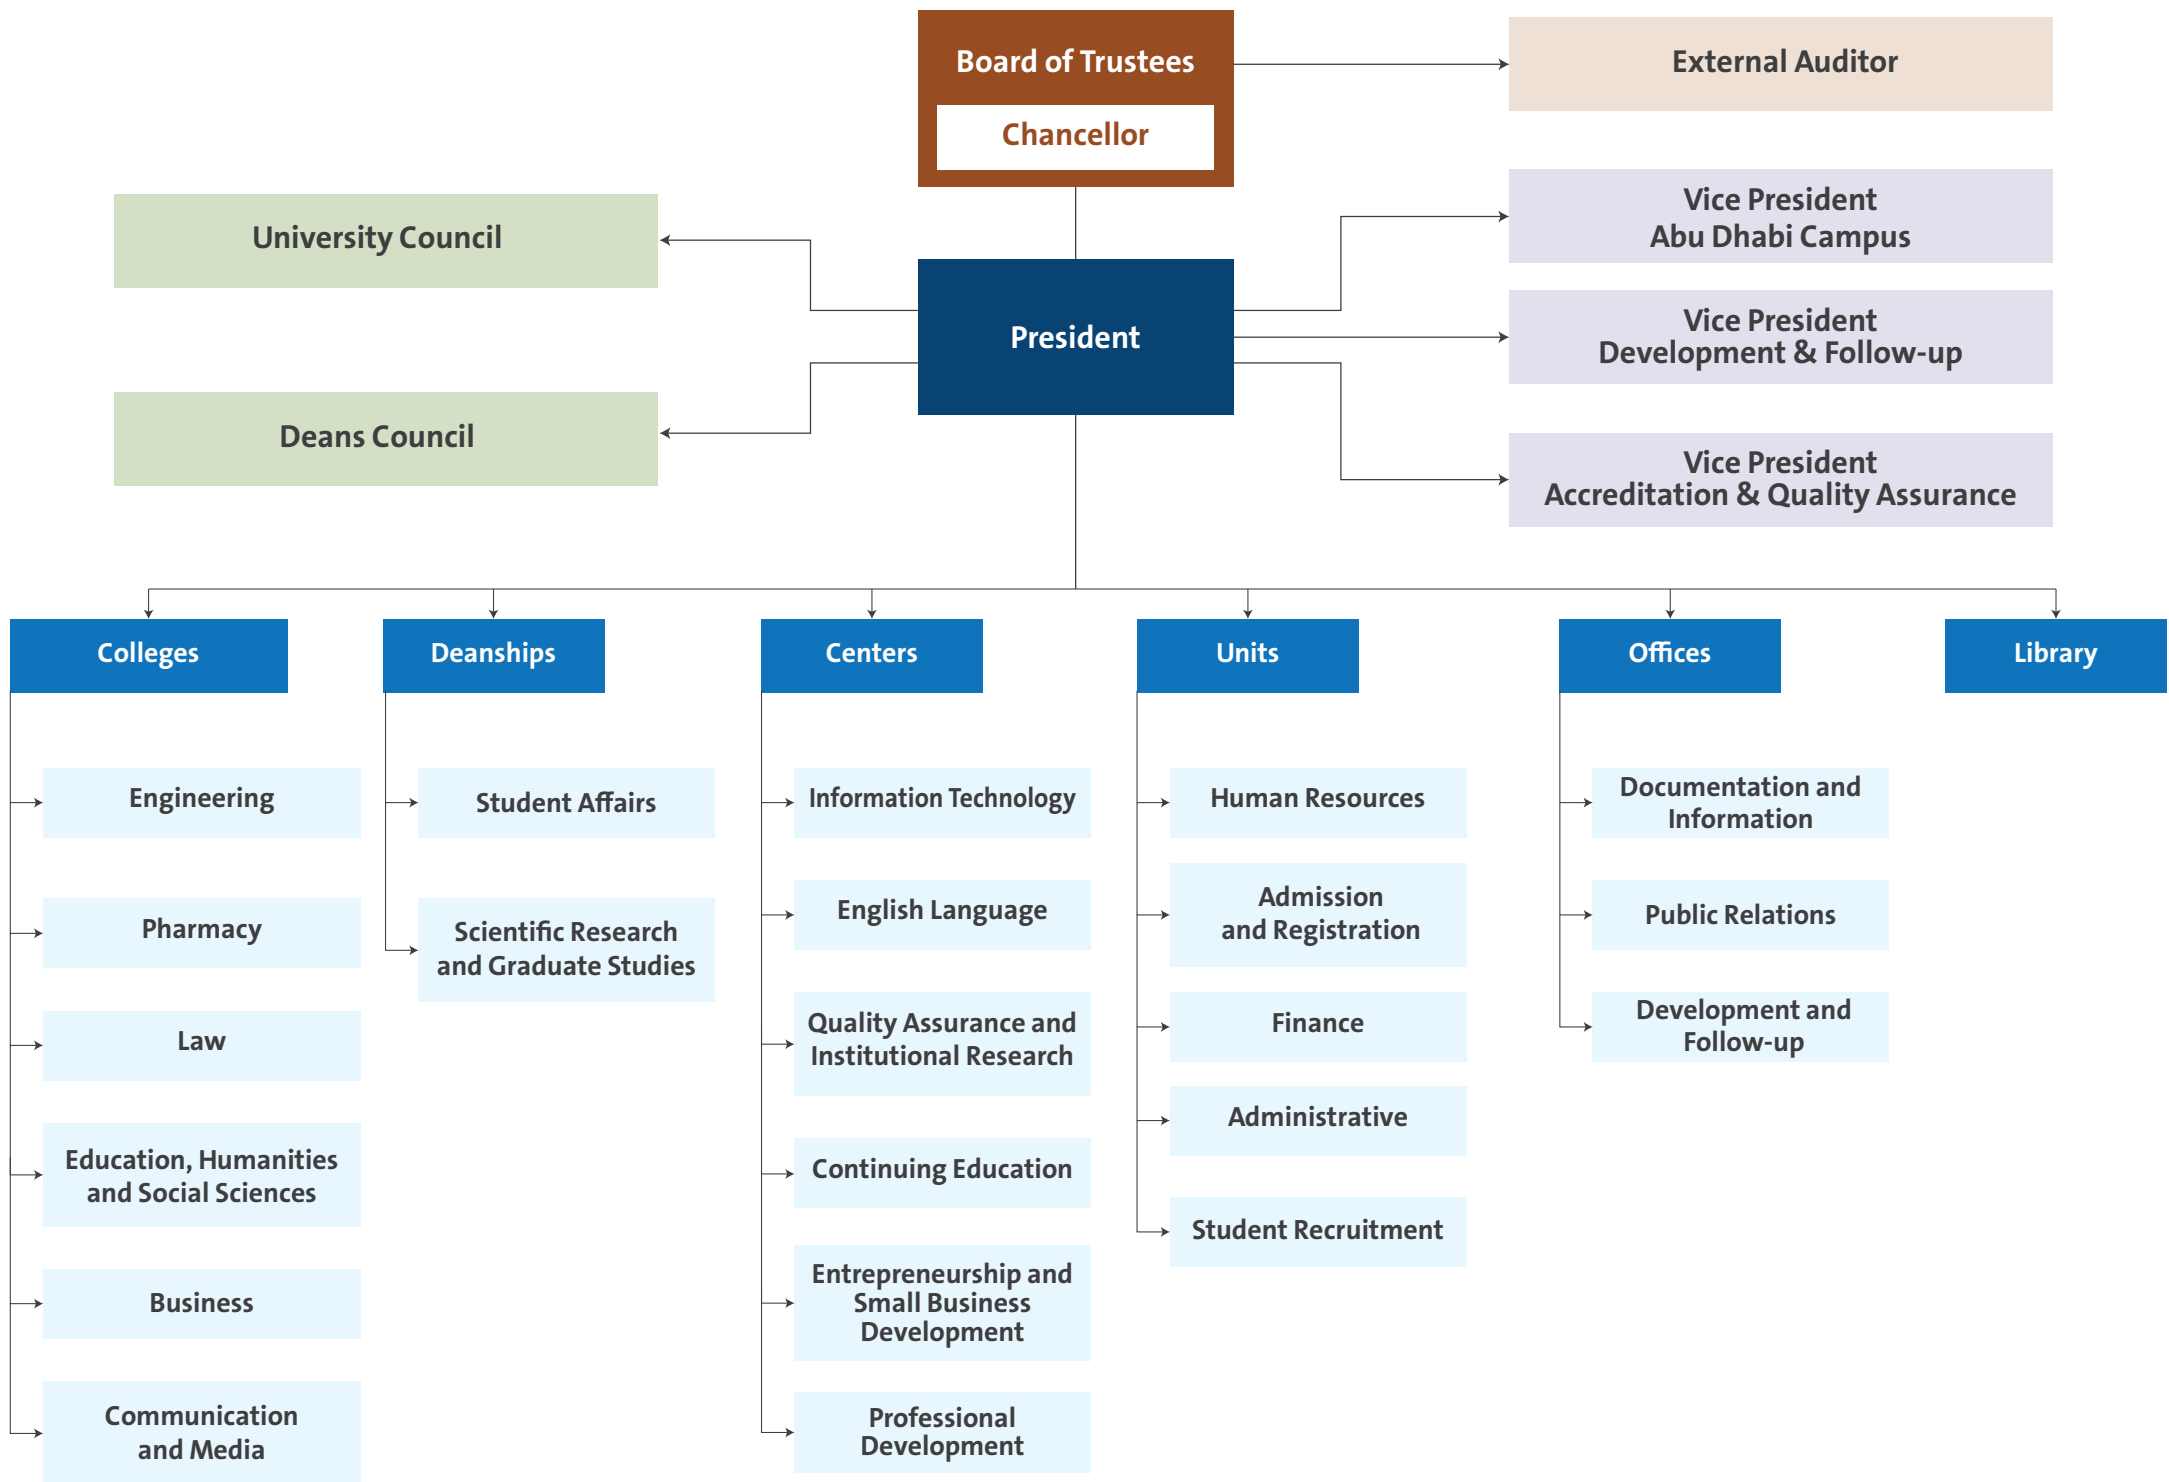 Board of Trustees
Chancellor
External Auditor
University Council
Deans Council
President
Vice President
Abu Dhabi Campus
Vice President
Development & Follow-up
Vice President
Accreditation & Quality Assurance
Colleges
Engineering
Pharmacy
Law
Education, Humanities
and Social Sciences
Business
Communication
and Media
Deanships
Student Affairs
Scientific Research
and Graduate Studies
Centers
Information Technology
English Language
Quality Assurance and
Institutional Research
Continuing Education
Entrepreneurship and
Small Business
Development
Professional
Development
Units
Human Resources
Admission
and Registration
Finance
Administrative
Student Recruitment
Offices
Documentation and
Information
Public Relations
Development and
Follow-up
Library